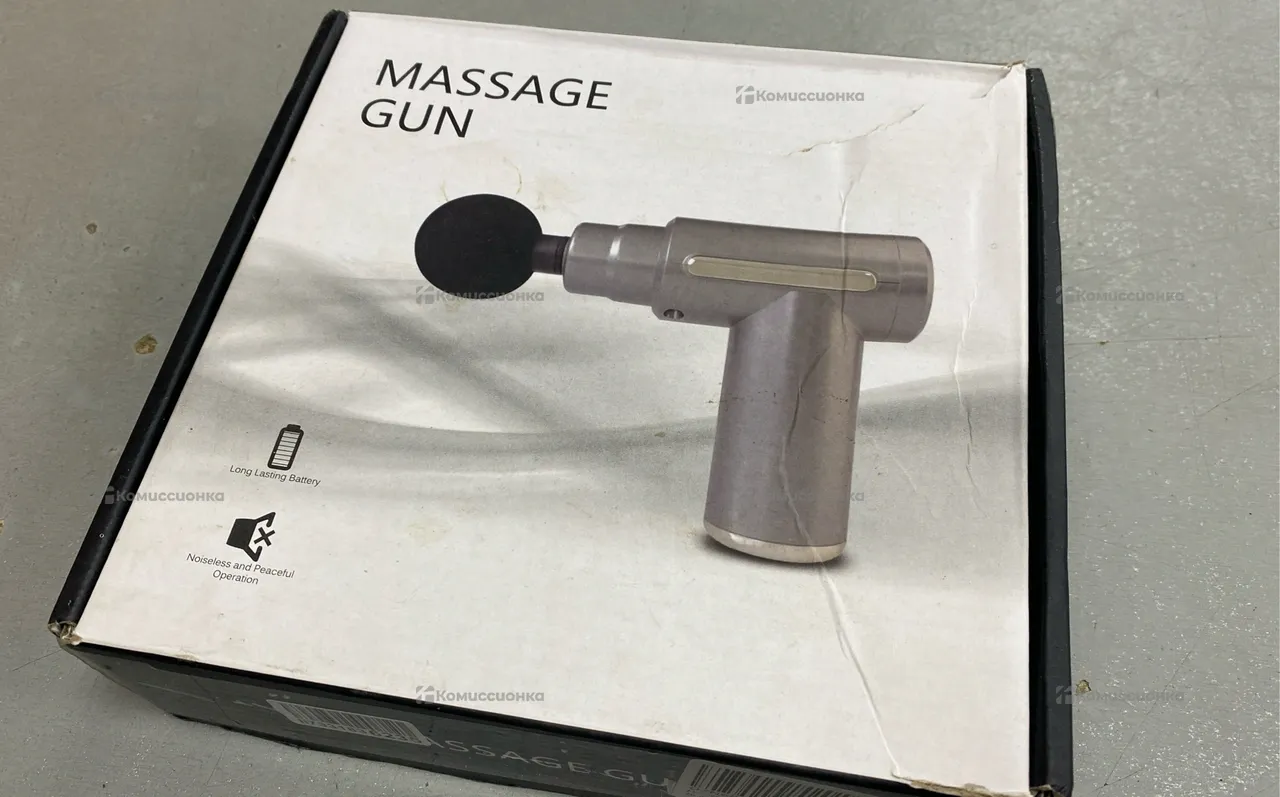 MASSAGE
GUN
Комиссионка
Комиссионка
Комиссионка
Long Lasting Battery
Комиссионка
Noiseless and Peaceful
Operation
Комиссионка
Комиссионка
MASSAGE GU